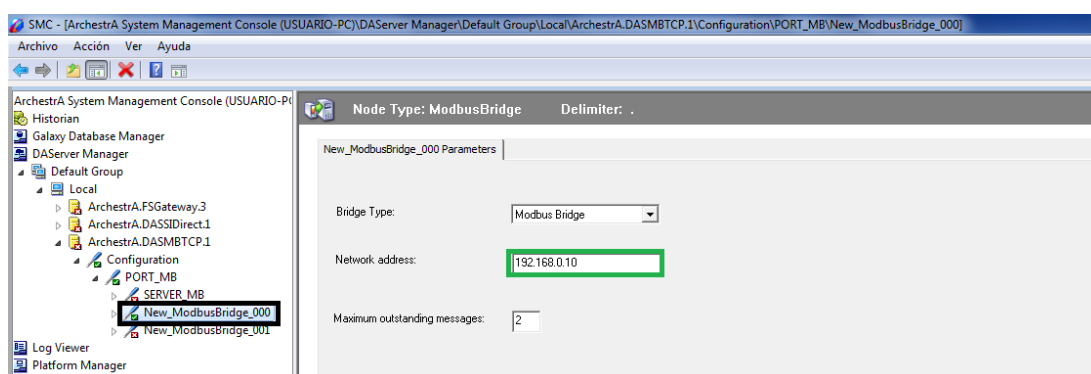 SMC - [ArchestrA System Management Console (USUARIO-PC)\DAServer Manager\Default Group\Local\ArchestrA.DASMBTCP.1\Configuration\PORT_MB\New_ModbusBridge_000]
Archivo Acción Ver Ayuda
ArchestrA System Management Console (USUARIO-P
Historian
Galaxy Database Manager
DAServer Manager
Default Group
Local
ArchestrA.FSGateway.3
ArchestrA.DASSIDirect.1
ArchestrA.DASMBTCP.1
Configuration
PORT_MB
SERVER_MB
New_ModbusBridge_000
New_ModbusBridge_001
Log Viewer
Platform Manager
Node Type: ModbusBridge Delimiter: .
New_ModbusBridge_000 Parameters
Bridge Type: Modbus Bridge
Network address: 192.168.0.10
Maximum outstanding messages: 2